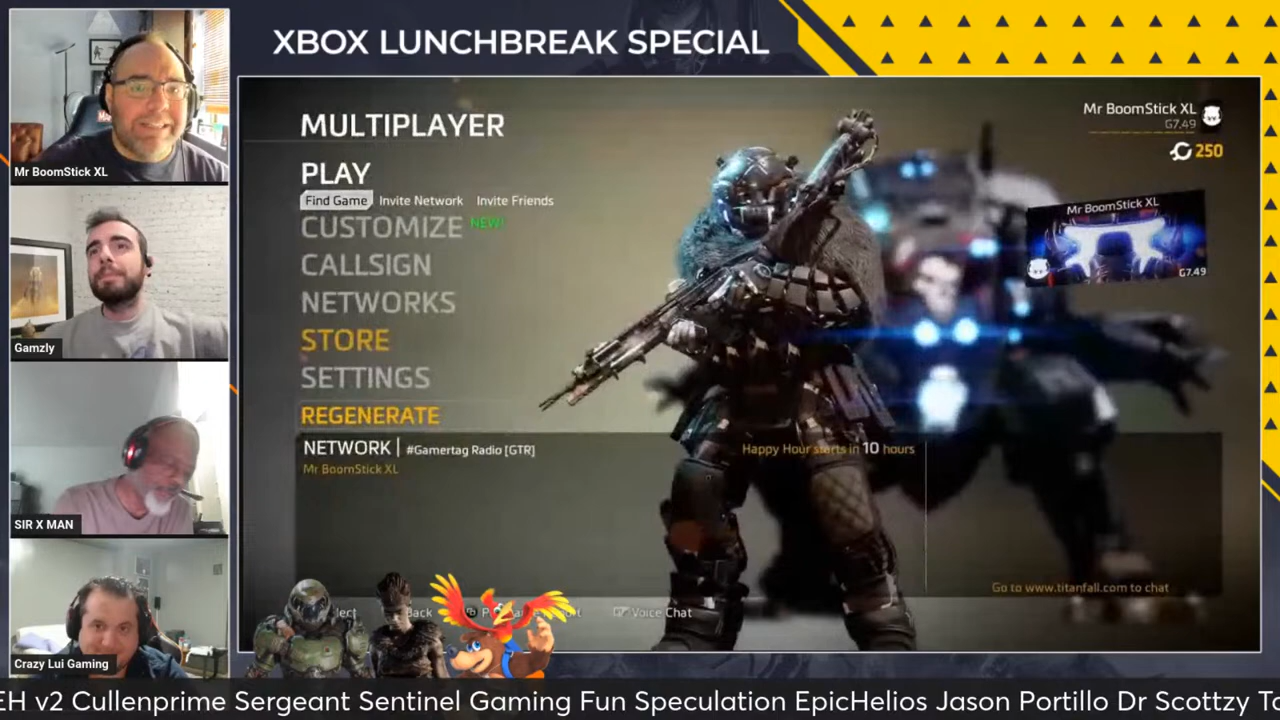 XBOX LUNCHBREAK SPECIAL
Mr BoomStick XL
Gamzly
SIR X MAN
Crazy Lui Gaming
MULTIPLAYER
PLAY
Find Game Invite Network Invite Friends
CUSTOMIZE NEW!
CALLSIGN
NETWORKS
STORE
SETTINGS
REGENERATE
NETWORK | #Gamertag Radio [GTR]
Mr BoomStick XL
Happy Hour starts in 10 hours
Mr BoomStick XL
G7.49
250
Mr BoomStick XL
G7.49
Go to www.titanfall.com to chat
Back
Voice Chat
EH v2 Cullenprime Sergeant Sentinel Gaming Fun Speculation EpicHelios Jason Portillo Dr Scottzy